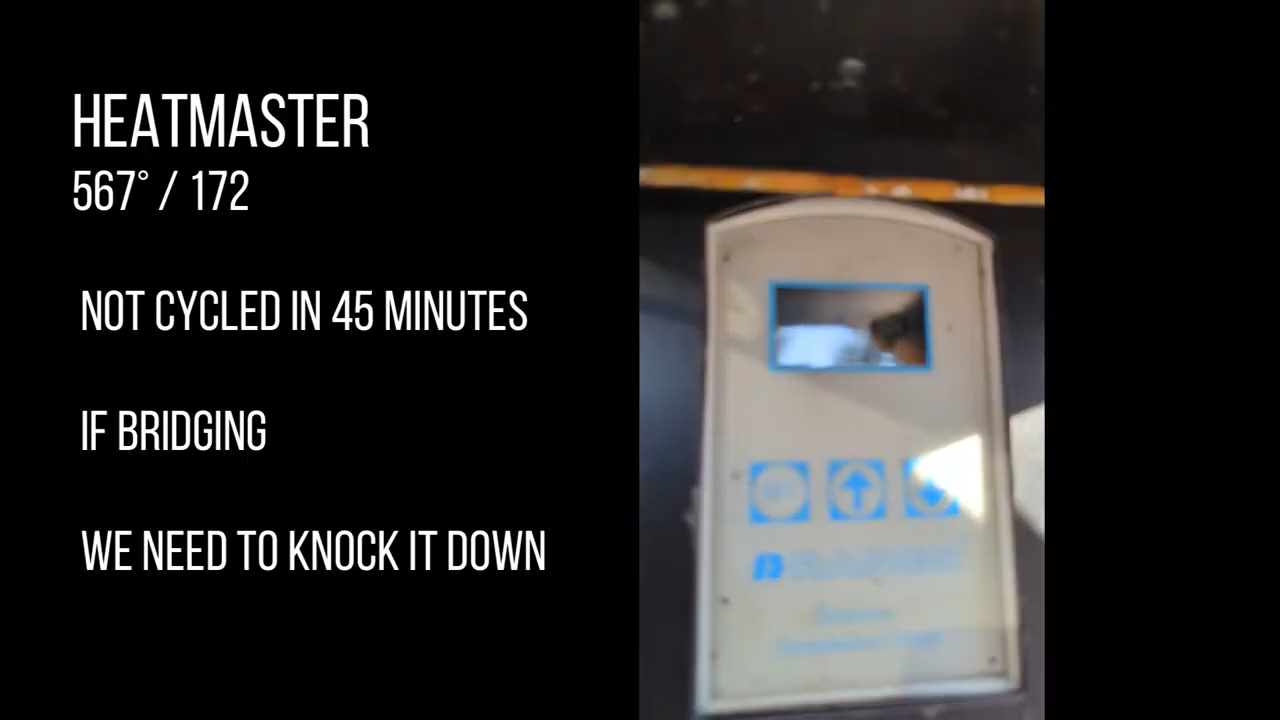 HEATMASTER
567° / 172
NOT CYCLED IN 45 MINUTES
IF BRIDGING
WE NEED TO KNOCK IT DOWN